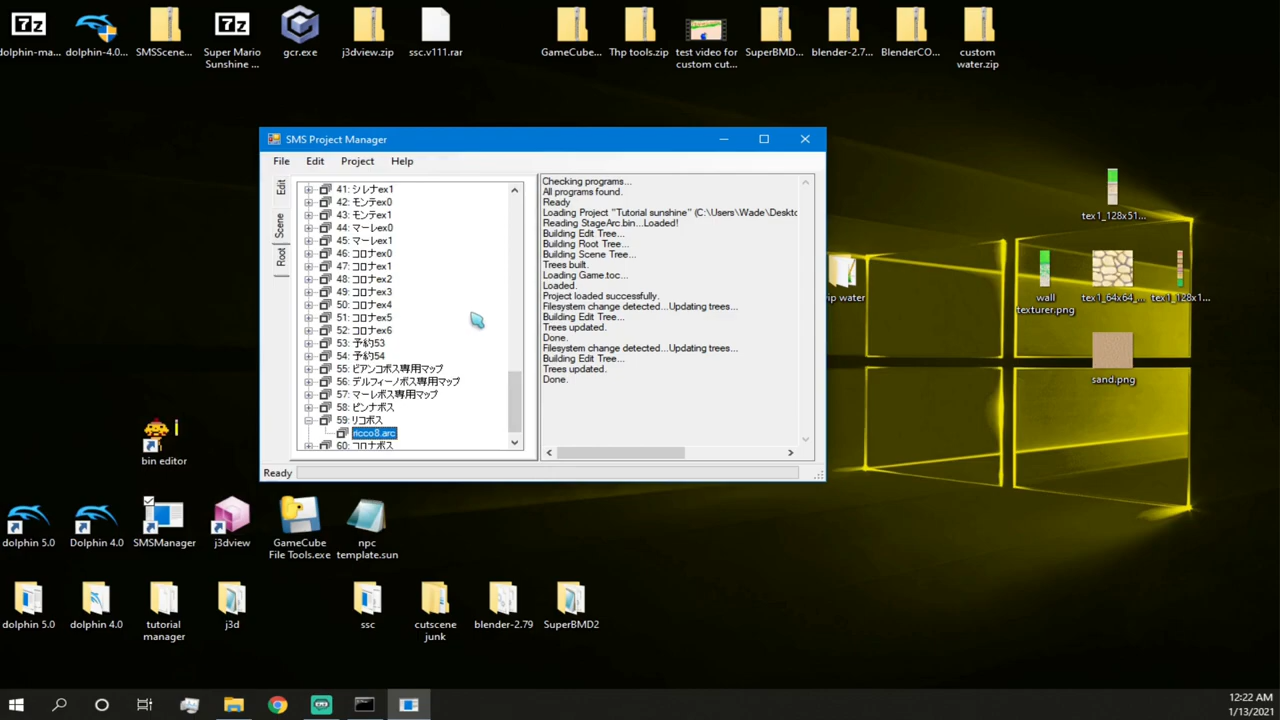 dolphin-ma...
dolphin-4.0...
SMSScene...
Super Mario
Sunshine ...
gcr.exe
j3dview.zip
ssc.v111.rar
GameCube...
Thp tools.zip
test video for
custom cut...
SuperBMD...
blender-2.7...
BlenderCO...
custom
water.zip
SMS Project Manager
File Edit Project Help
Edit
Scene
Root
41: シレナex1
42: モンテex0
43: モンテex1
44: マーレex0
45: マーレex1
46: コロナex0
47: コロナex1
48: コロナex2
49: コロナex3
50: コロナex4
51: コロナex5
52: コロナex6
53: 予約53
54: 予約54
55: ビアンコボス専用マップ
56: デルフィーノボス専用マップ
57: マーレボス専用マップ
58: ピンナボス
59: リコボス
ricco8.arc
60: コロナボス
Checking programs...
All programs found.
Ready
Loading Project "Tutorial sunshine" (C:\Users\Wade\Deskto
Reading StageArc.bin...Loaded!
Building Edit Tree...
Building Root Tree...
Building Scene Tree...
Trees built.
Loading Game.toc...
Loaded.
Project loaded successfully.
Filesystem change detected...Updating trees...
Building Edit Tree...
Trees updated.
Done.
Filesystem change detected...Updating trees...
Building Edit Tree...
Trees updated.
Done.
Ready
tex1_128x51...
vip water
wall
texturer.png
tex1_64x64_...
tex1_128x1...
sand.png
bin editor
dolphin 5.0
Dolphin 4.0
SMSManager
j3dview
GameCube
File Tools.exe
npc
template.sun
dolphin 5.0
dolphin 4.0
tutorial
manager
j3d
ssc
cutscene
junk
blender-2.79
SuperBMD2
12:22 AM
1/13/2021